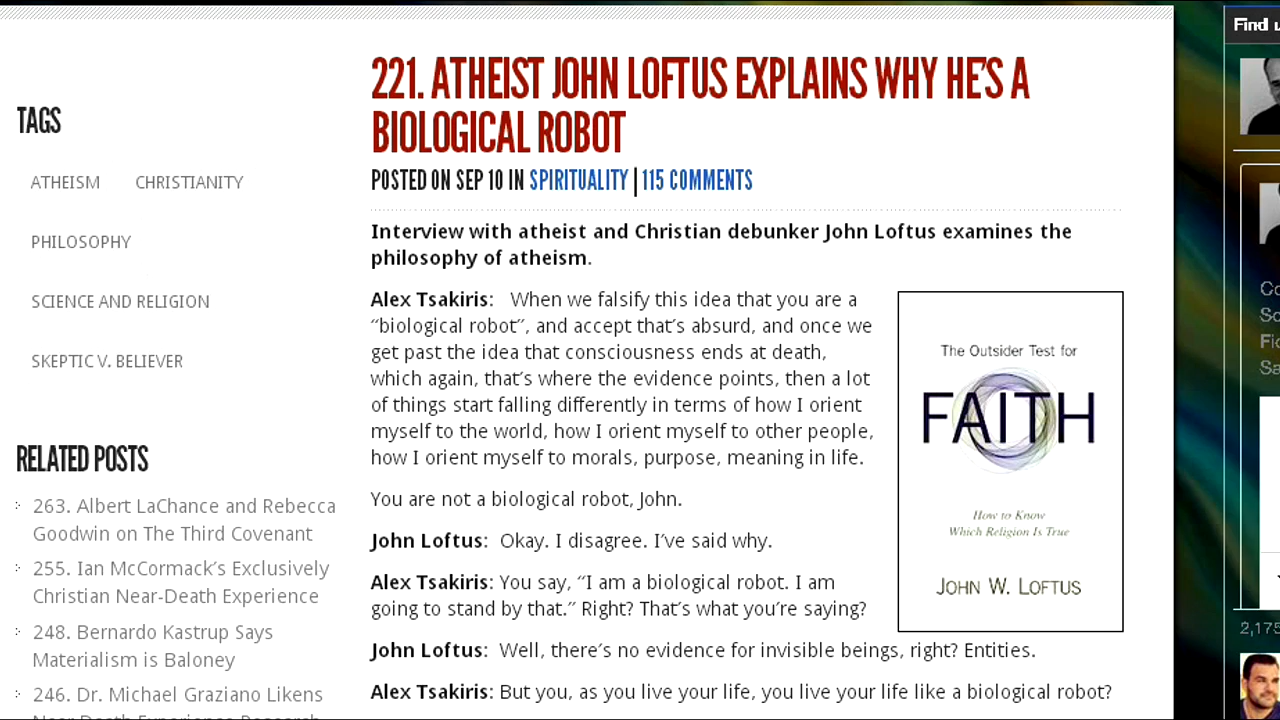 Find
TAGS
ATHEISM CHRISTIANITY
PHILOSOPHY
SCIENCE AND RELIGION
SKEPTIC V. BELIEVER
RELATED POSTS
263. Albert LaChance and Rebecca
Goodwin on The Third Covenant
255. Ian McCormack’s Exclusively
Christian Near-Death Experience
248. Bernardo Kastrup Says
Materialism is Baloney
246. Dr. Michael Graziano Likens
Near-Death Experience Research
221. ATHEIST JOHN LOFTUS EXPLAINS WHY HE’S A
BIOLOGICAL ROBOT
POSTED ON SEP 10 IN SPIRITUALITY | 115 COMMENTS
Interview with atheist and Christian debunker John Loftus examines the
philosophy of atheism.
Alex Tsakiris: When we falsify this idea that you are a
“biological robot”, and accept that’s absurd, and once we
get past the idea that consciousness ends at death,
which again, that’s where the evidence points, then a lot
of things start falling differently in terms of how I orient
myself to the world, how I orient myself to other people,
how I orient myself to morals, purpose, meaning in life.
You are not a biological robot, John.
John Loftus: Okay. I disagree. I’ve said why.
Alex Tsakiris: You say, “I am a biological robot. I am
going to stand by that.” Right? That’s what you’re saying?
John Loftus: Well, there’s no evidence for invisible beings, right? Entities.
Alex Tsakiris: But you, as you live your life, you live your life like a biological robot?
The Outsider Test for
FAITH
How to Know
Which Religion Is True
JOHN W. LOFTUS
2,175